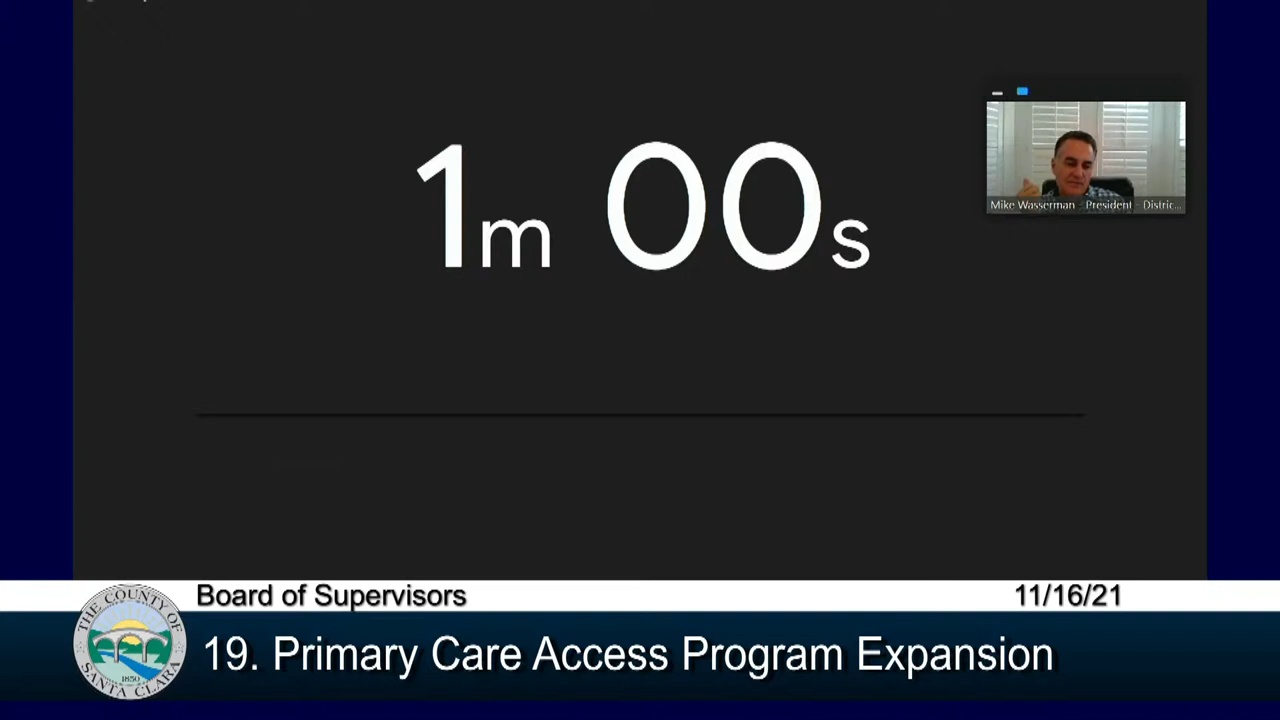 1m 00s
Mike Wasserman - President - Distric...
Board of Supervisors
11/16/21
19. Primary Care Access Program Expansion
THE COUNTY OF SANTA CLARA
1850